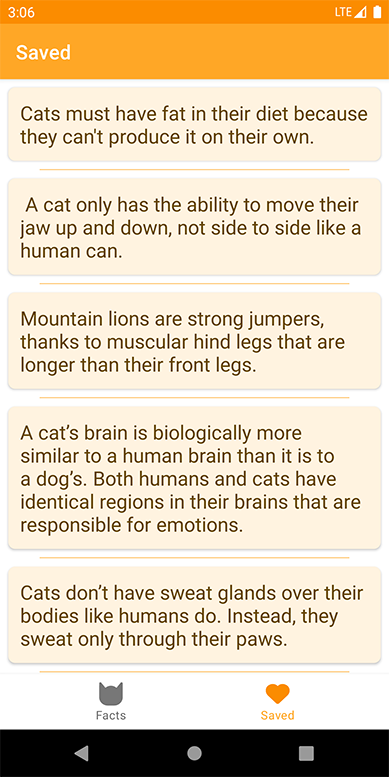 3:06 LTE
Saved
Cats must have fat in their diet because
they can't produce it on their own.
A cat only has the ability to move their
jaw up and down, not side to side like a
human can.
Mountain lions are strong jumpers,
thanks to muscular hind legs that are
longer than their front legs.
A cat’s brain is biologically more
similar to a human brain than it is to
a dog’s. Both humans and cats have
identical regions in their brains that are
responsible for emotions.
Cats don’t have sweat glands over their
bodies like humans do. Instead, they
sweat only through their paws.
Facts Saved